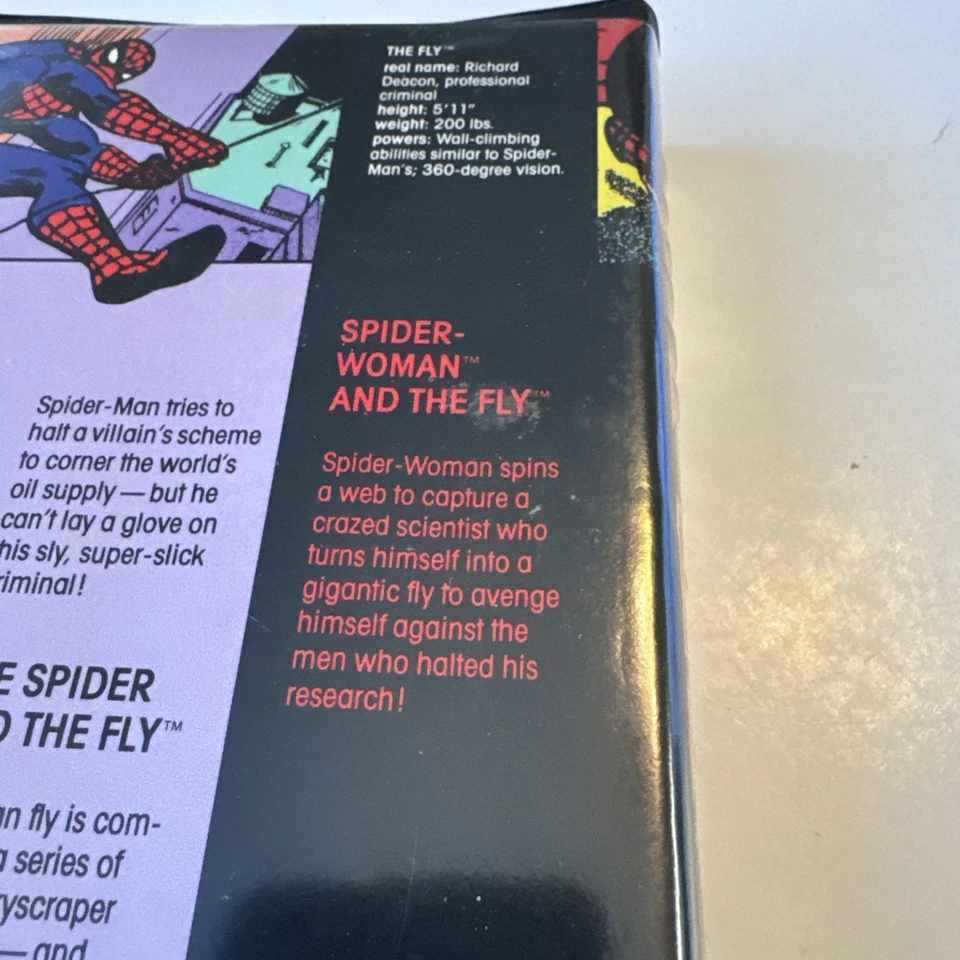 THE FLY™
real name: Richard
Deacon, professional
criminal
height: 5'11"
weight: 200 lbs.
powers: Wall-climbing
abilities similar to Spider-
Man's; 360-degree vision.
SPIDER-
WOMAN™
AND THE FLY™
Spider-Woman spins
a web to capture a
crazed scientist who
turns himself into a
gigantic fly to avenge
himself against the
men who halted his
research!
Spider-Man tries to
halt a villain's scheme
to corner the world's
oil supply — but he
can't lay a glove on
this sly, super-slick
riminal!
E SPIDER
D THE FLY™
an fly is com-
a series of
yscraper
— and